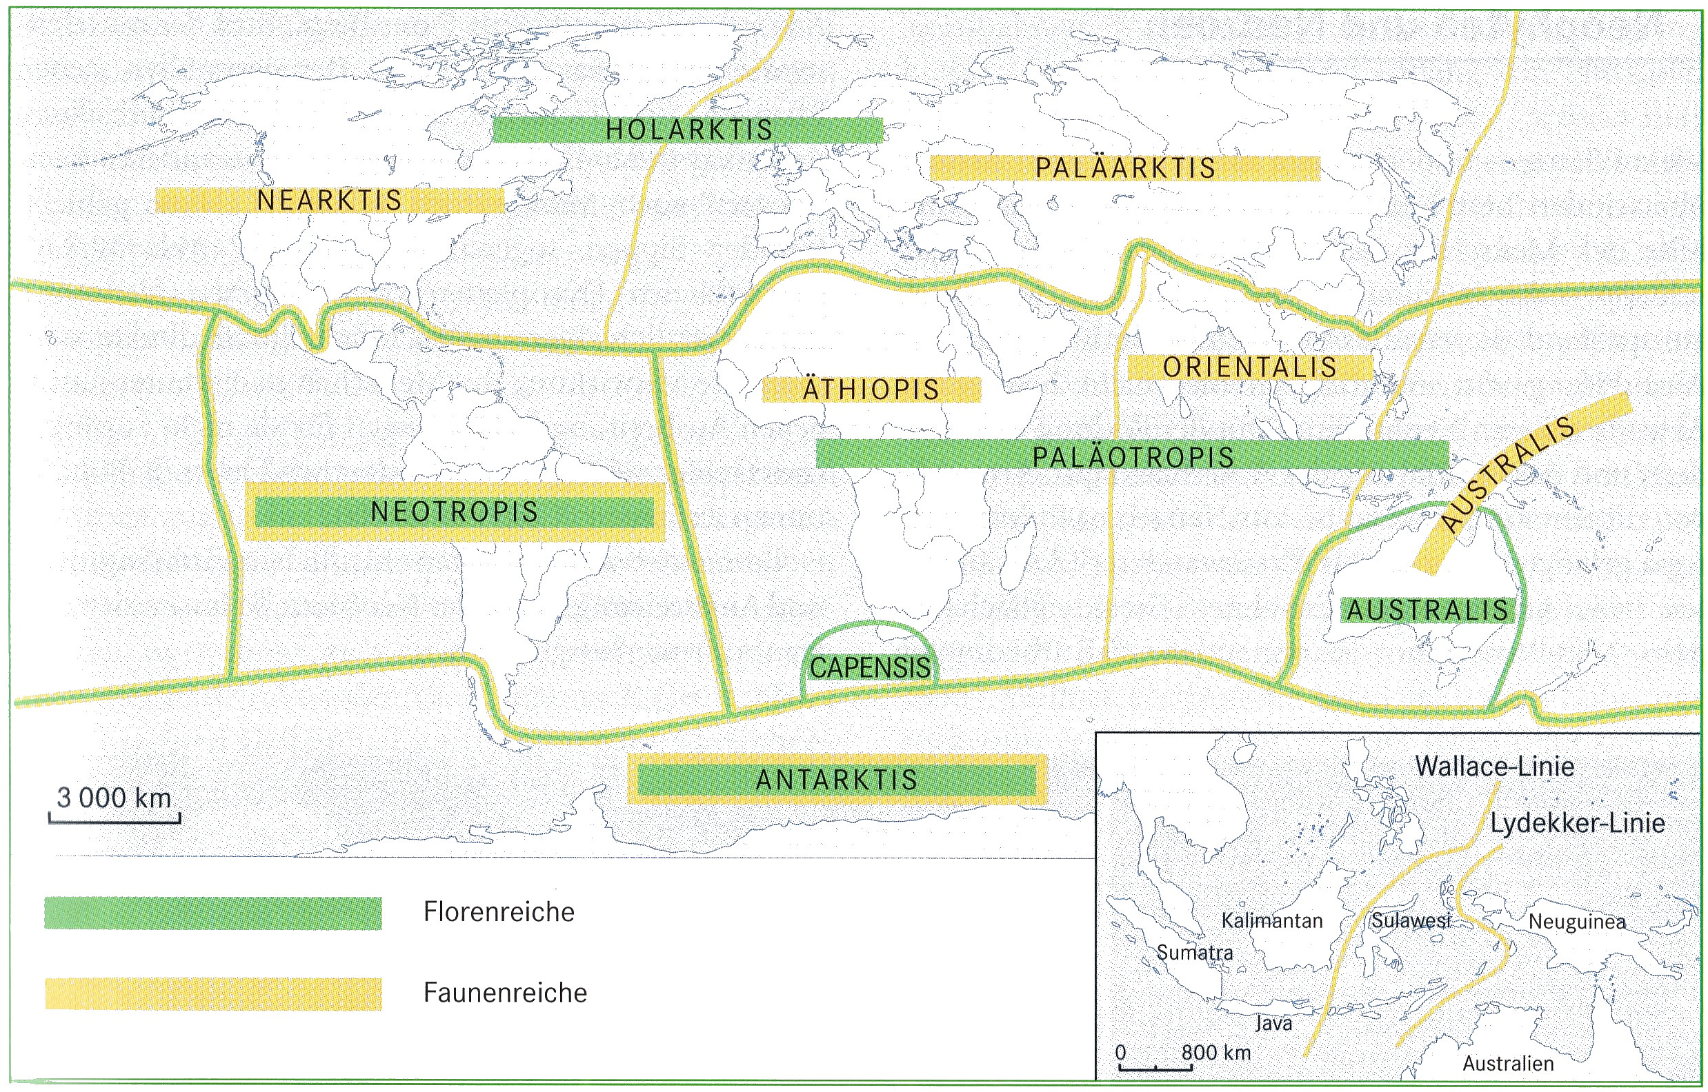 HOLARKTIS
PALÄARKTIS
NEARKTIS
ORIENTALIS
ÄTHIOPIS
AUSTRALIS
PALÄOTROPIS
NEOTROPIS
AUSTRALIS
CAPENSIS
ANTARKTIS
3 000 km
Florenreiche
Faunenreiche
Wallace-Linie
Lydekker-Linie
Kalimantan
Sulawesi
Neuguinea
Sumatra
Java
0 800 km
Australien